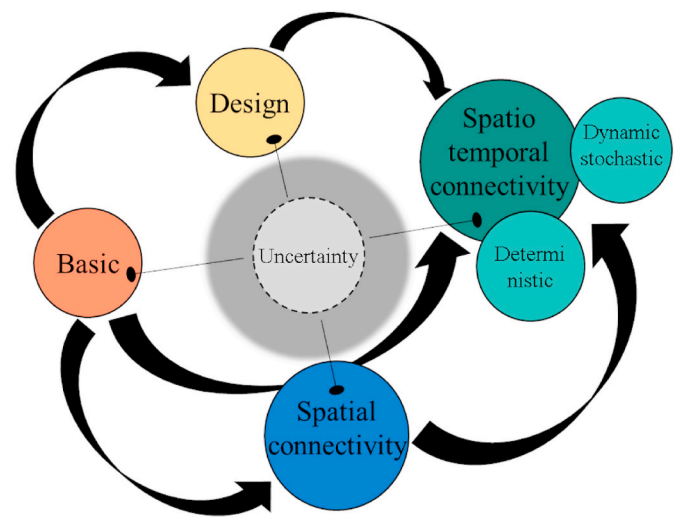 Design
Spatio
temporal
connectivity
Dynamic
stochastic
Basic
Uncertainty
Determi
nistic
Spatial
connectivity